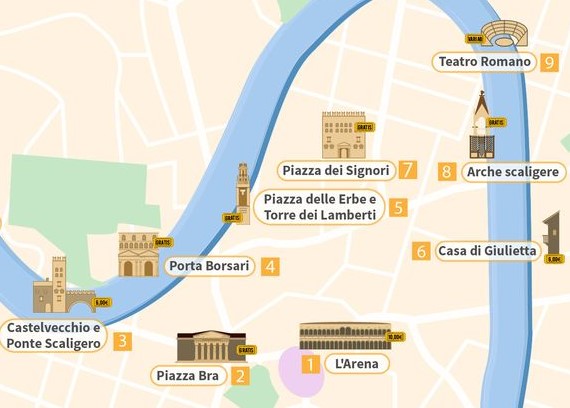 VARIAB
Teatro Romano 9
GRATIS
GRATIS
Piazza dei Signori 7
8 Arche scaligere
Piazza delle Erbe e
Torre dei Lamberti 5
GRATIS
GRATIS
6 Casa di Giulietta
6,00€
Porta Borsari 4
6,00€
Castelvecchio e
Ponte Scaligero 3
10,00€
GRATIS
1 L'Arena
Piazza Bra 2